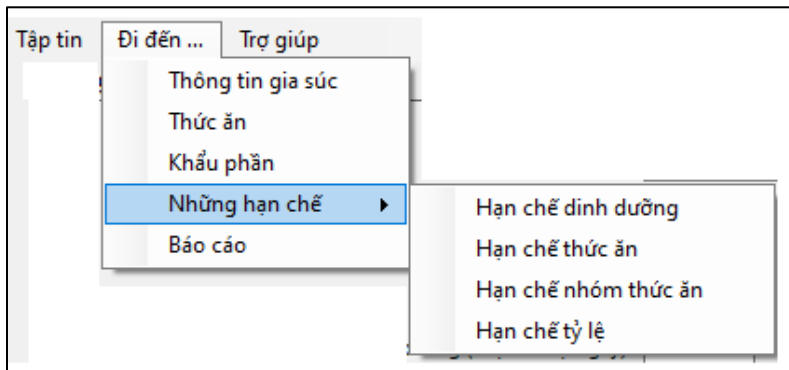 Tập tin Đi đến ... Trợ giúp
Thông tin gia súc
Thức ăn
Khẩu phần
Những hạn chế
Báo cáo
Hạn chế dinh dưỡng
Hạn chế thức ăn
Hạn chế nhóm thức ăn
Hạn chế tỷ lệ